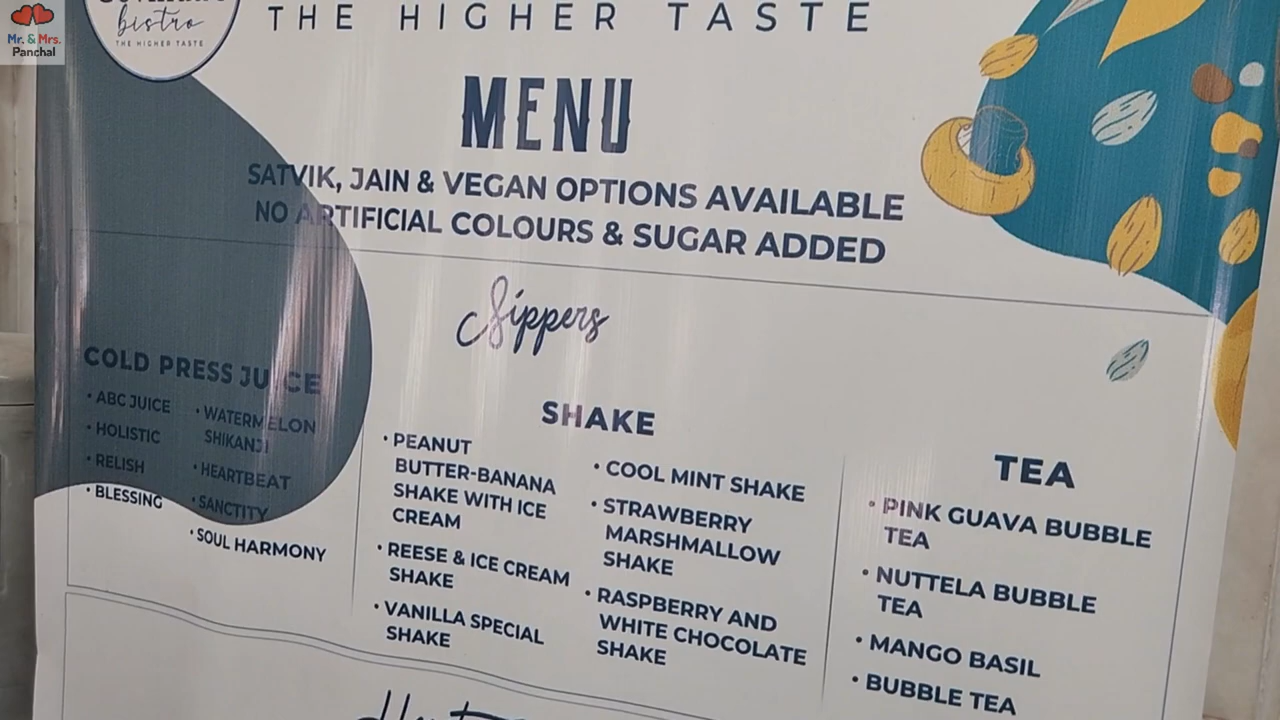 Mr. & Mrs.
Panchal
bistro
THE HIGHER TASTE
THE HIGHER TASTE
MENU
SATVIK, JAIN & VEGAN OPTIONS AVAILABLE
NO ARTIFICIAL COLOURS & SUGAR ADDED
Sippers
COLD PRESS JUICE
• ABC JUICE
• HOLISTIC
• RELISH
• BLESSING
• WATERMELON
SHIKANJI
• HEARTBEAT
• SANCTITY
• SOUL HARMONY
SHAKE
• PEANUT
BUTTER-BANANA
SHAKE WITH ICE
CREAM
• REESE & ICE CREAM
SHAKE
• VANILLA SPECIAL
SHAKE
• COOL MINT SHAKE
• STRAWBERRY
MARSHMALLOW
SHAKE
• RASPBERRY AND
WHITE CHOCOLATE
SHAKE
TEA
• PINK GUAVA BUBBLE
TEA
• NUTTELA BUBBLE
TEA
• MANGO BASIL
• BUBBLE TEA